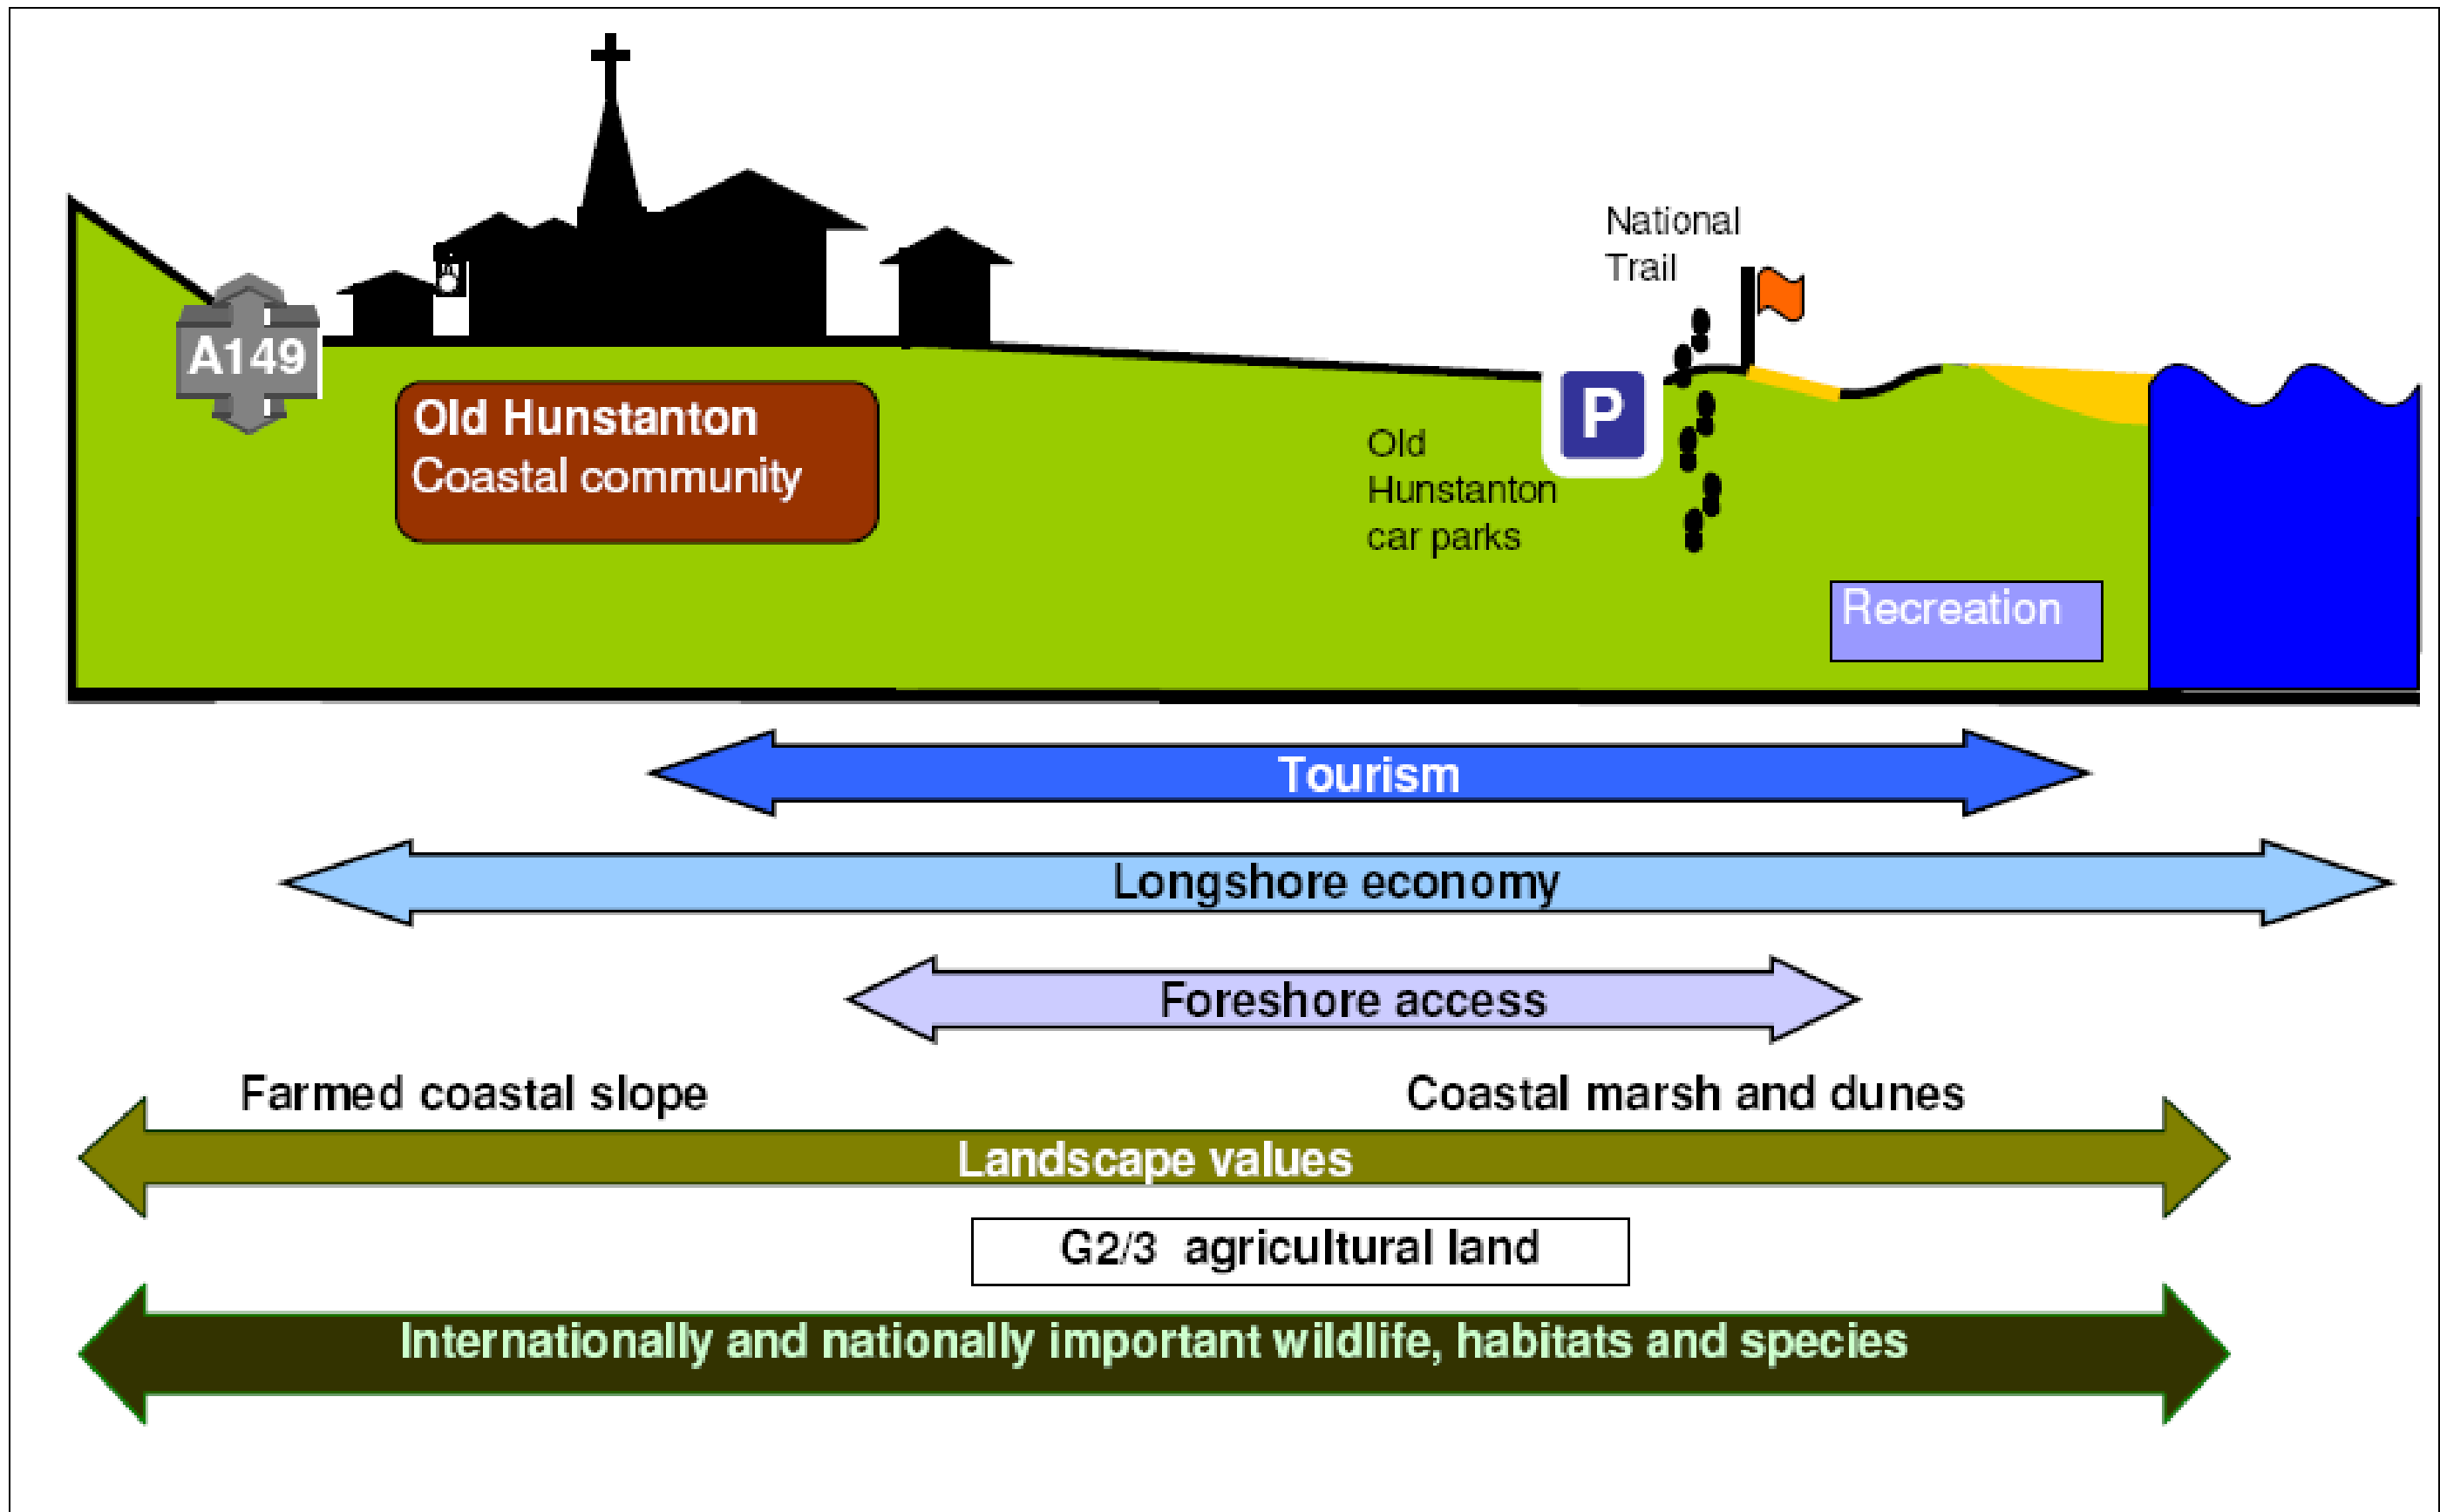 National
Trail
A149
Old Hunstanton
Coastal community
P
Old
Hunstanton
car parks
Recreation
Tourism
Longshore economy
Foreshore access
Farmed coastal slope
Coastal marsh and dunes
Landscape values
G2/3 agricultural land
Internationally and nationally important wildlife, habitats and species